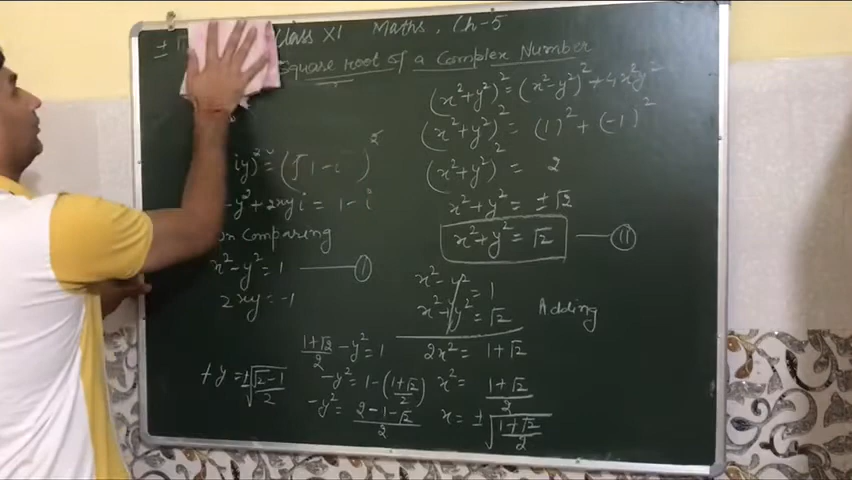 Class XI Maths, Ch-5
Square root of a Complex Number
iy)² = (√1-i)²
-y² + 2xyi = 1-i
on Comparing
x²-y² = 1 —— (I)
2xy = -1
+y = ±√(√2-1/2)
(1+√2)/2 - y² = 1
-y² = 1-((1+√2)/2)
-y² = (2-1-√2)/2
(x²+y²)² = (x²-y²)² + 4x²y²
(x²+y²)² = (1)² + (-1)²
(x²+y²)² = 2
x²+y² = ±√2
x²+y² = √2 —— (II)
x²-y² = 1
x²+y² = √2 Adding
2x² = 1+√2
x² = (1+√2)/2
x = ±√((1+√2)/2)